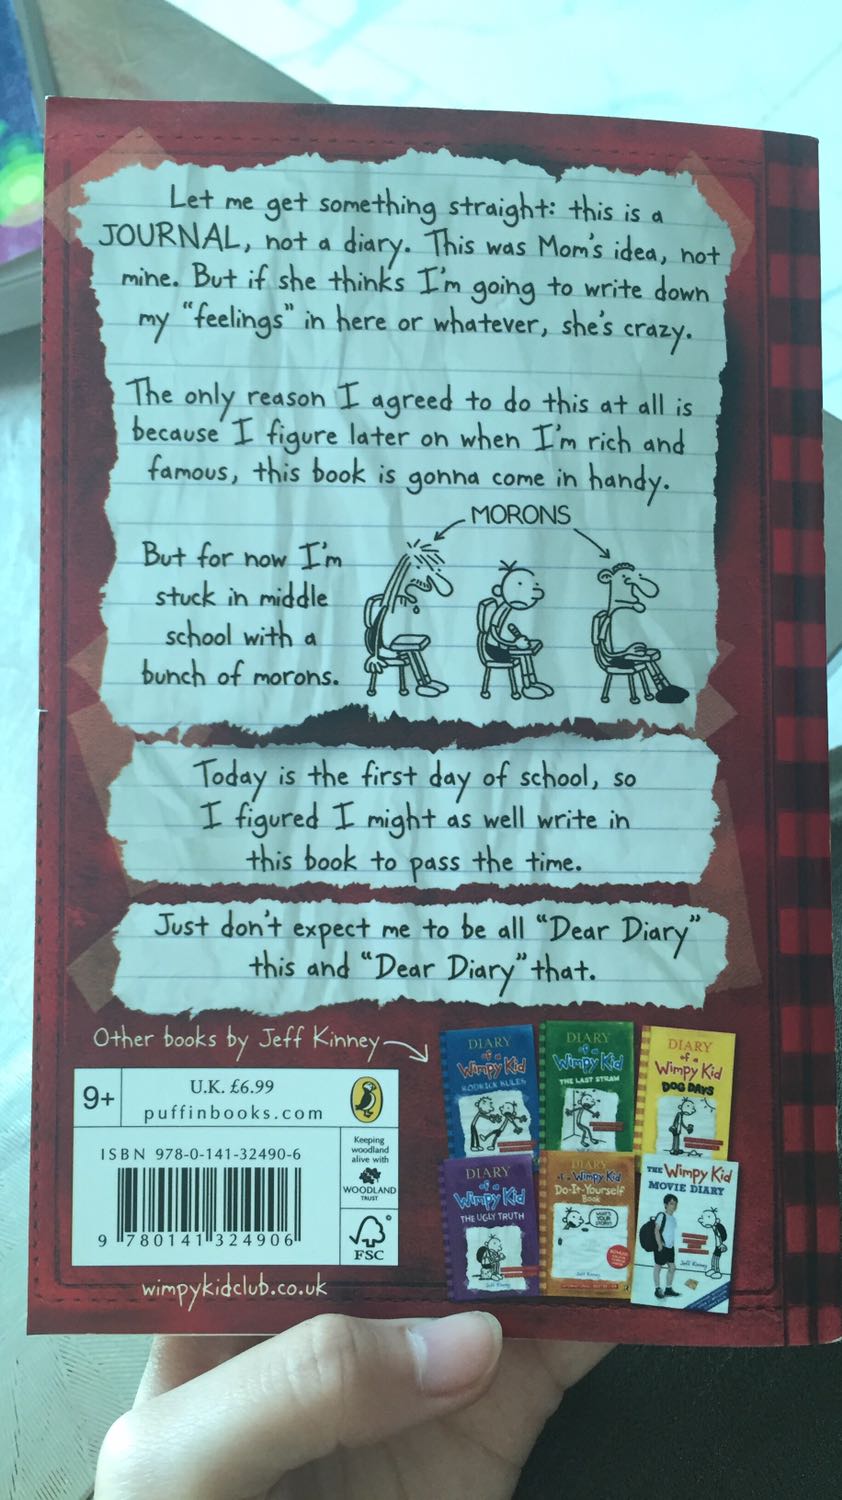 Let me get something straight: this is a
JOURNAL, not a diary. This was Mom's idea, not
mine. But if she thinks I'm going to write down
my "feelings" in here or whatever, she's crazy.
The only reason I agreed to do this at all is
because I figure later on when I'm rich and
famous, this book is gonna come in handy.
MORONS
But for now I'm
stuck in middle
school with a
bunch of morons.
Today is the first day of school, so
I figured I might as well write in
this book to pass the time.
Just don't expect me to be all "Dear Diary"
this and "Dear Diary" that.
Other books by Jeff Kinney
9+
U.K. £6.99
puffinbooks.com
ISBN 978-0-141-32490-6
9 780141 324906
Keeping
woodland
alive with
WOODLAND
TRUST
FSC
wimpykidclub.co.uk
DIARY
of a
Wimpy Kid
RODRICK RULES
DIARY
of a
Wimpy Kid
THE LAST STRAW
DIARY
of a
Wimpy Kid
DOG DAYS
DIARY
of a
Wimpy Kid
THE UGLY TRUTH
Jeff Kinney
DIARY
of a Wimpy Kid
Do-It-Yourself
Book
WHAT'S
YOUR
STORY?
Jeff Kinney
THE Wimpy Kid
MOVIE DIARY
Jeff Kinney